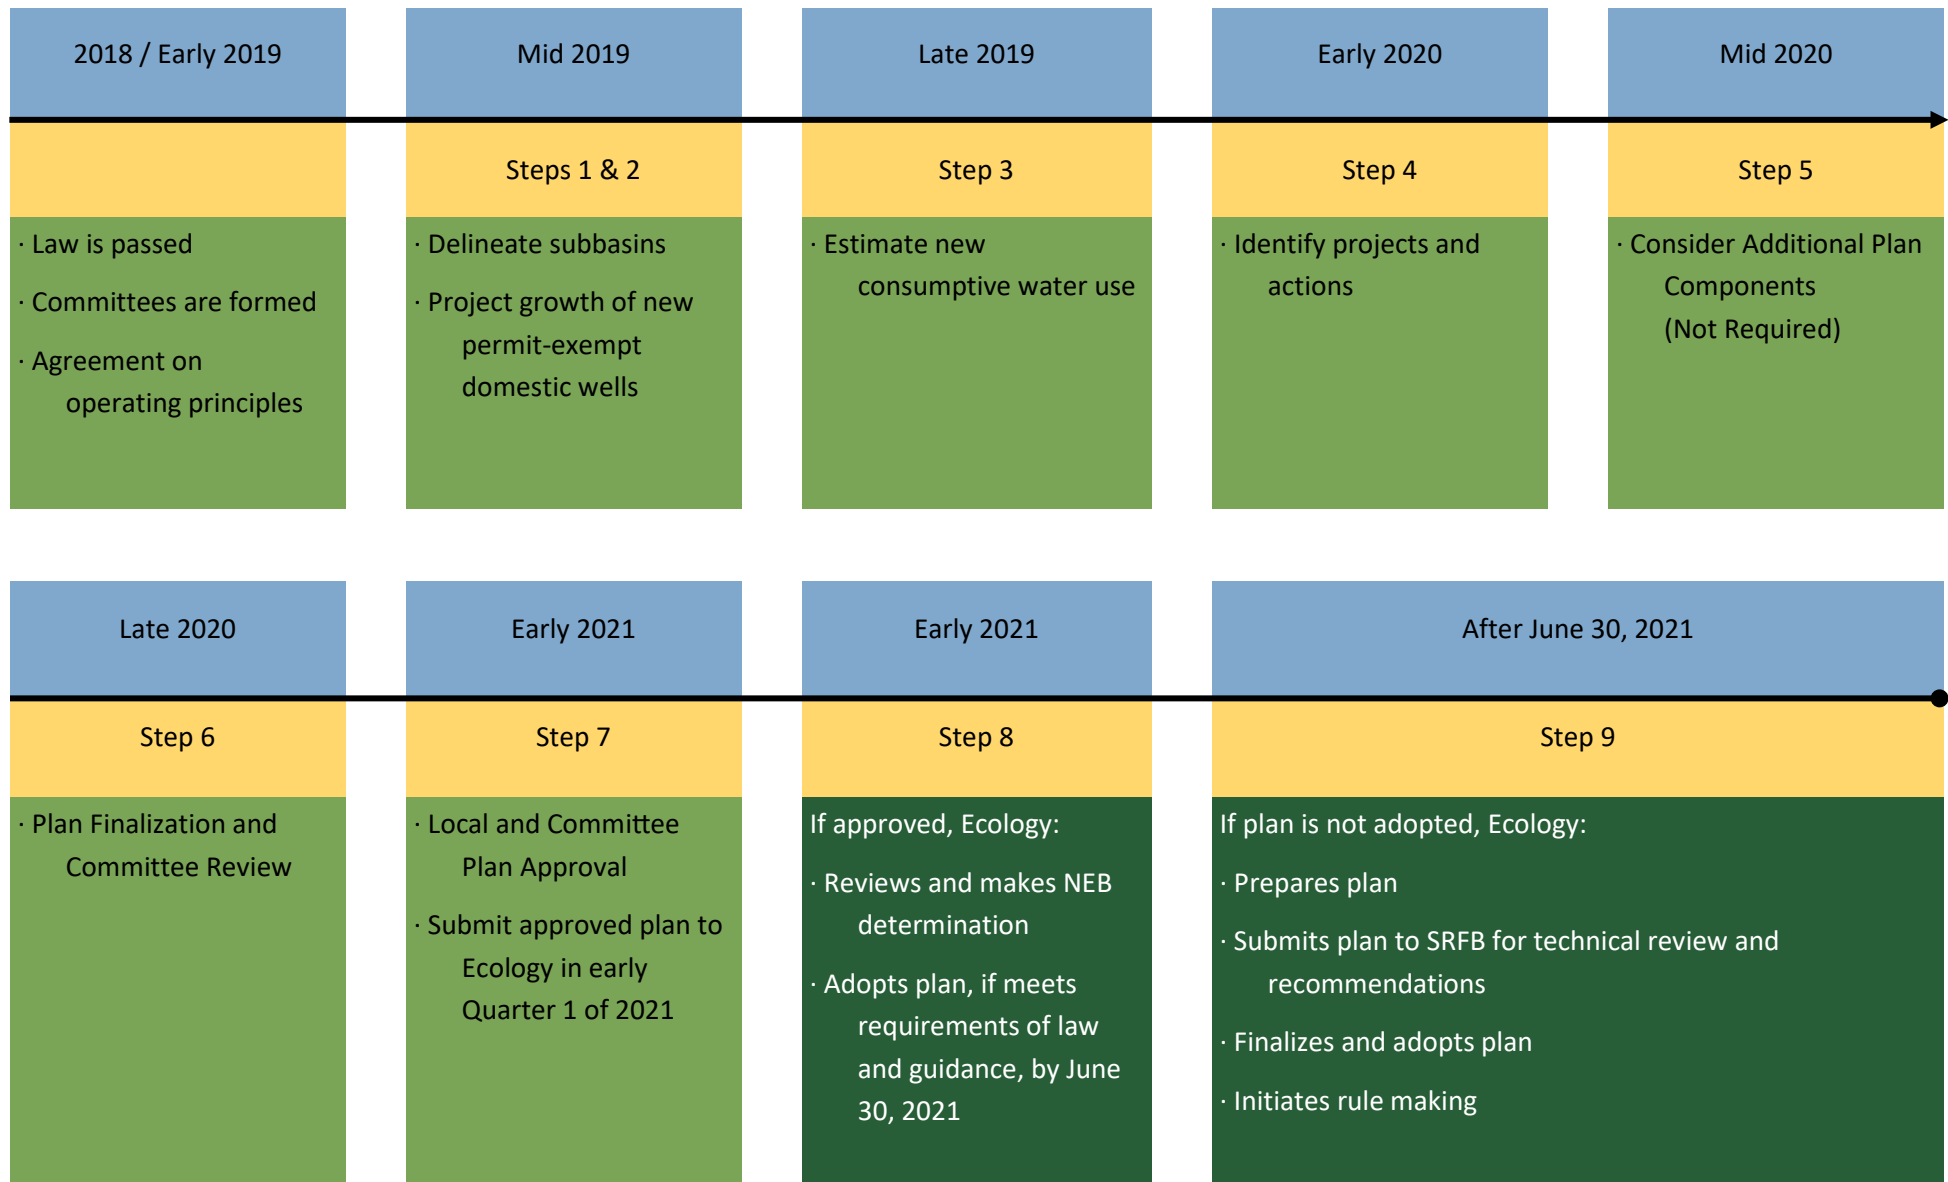 2018 / Early 2019
Mid 2019
Late 2019
Early 2020
Mid 2020
Steps 1 & 2
Step 3
Step 4
Step 5
· Law is passed
· Committees are formed
· Agreement on
operating principles
· Delineate subbasins
· Project growth of new
permit-exempt
domestic wells
· Estimate new
consumptive water use
· Identify projects and
actions
· Consider Additional Plan
Components
(Not Required)
Late 2020
Early 2021
Early 2021
After June 30, 2021
Step 6
Step 7
Step 8
Step 9
· Plan Finalization and
Committee Review
· Local and Committee
Plan Approval
· Submit approved plan to
Ecology in early
Quarter 1 of 2021
If approved, Ecology:
· Reviews and makes NEB
determination
· Adopts plan, if meets
requirements of law
and guidance, by June
30, 2021
If plan is not adopted, Ecology:
· Prepares plan
· Submits plan to SRFB for technical review and
recommendations
· Finalizes and adopts plan
· Initiates rule making